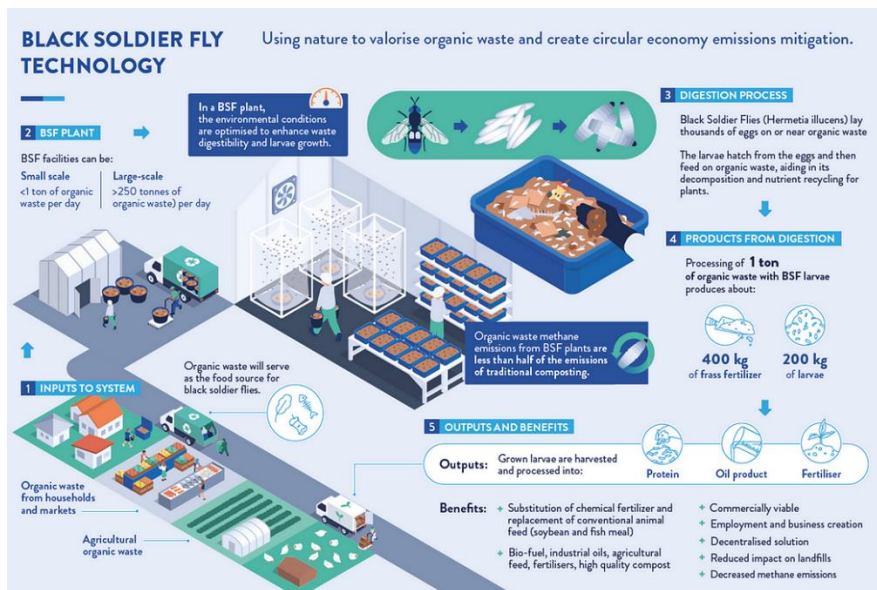 BLACK SOLDIER FLY
TECHNOLOGY
Using nature to valorise organic waste and create circular economy emissions mitigation.
1 INPUTS TO SYSTEM
Organic waste will serve
as the food source for
black soldier flies.
Organic waste
from households
and markets
Agricultural
organic waste
2 BSF PLANT
BSF facilities can be:
Small scale
<1 ton of organic
waste per day
Large-scale
>250 tonnes of
organic waste) per day
In a BSF plant,
the environmental conditions
are optimised to enhance waste
digestibility and larvae growth.
Organic waste methane
emissions from BSF plants are
less than half of the emissions
of traditional composting.
3 DIGESTION PROCESS
Black Soldier Flies (Hermetia illucens) lay
thousands of eggs on or near organic waste
The larvae hatch from the eggs and then
feed on organic waste, aiding in its
decomposition and nutrient recycling for
plants.
4 PRODUCTS FROM DIGESTION
Processing of 1 ton
of organic waste with BSF larvae
produces about:
400 kg
of frass fertilizer
200 kg
of larvae
5 OUTPUTS AND BENEFITS
Outputs:
Grown larvae are harvested
and processed into:
Protein
Oil product
Fertiliser
Benefits:
+ Substitution of chemical fertilizer and
replacement of conventional animal
feed (soybean and fish meal)
+ Bio-fuel, industrial oils, agricultural
feed, fertilisers, high quality compost
+ Commercially viable
+ Employment and business creation
+ Decentralised solution
+ Reduced impact on landfills
+ Decreased methane emissions